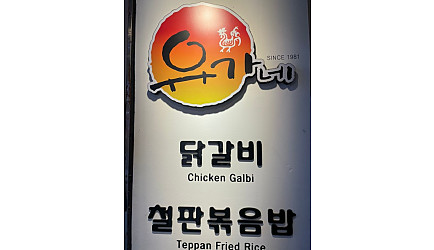 SINCE 1981
유가네
닭갈비
Chicken Galbi
철판볶음밥
Teppan Fried Rice